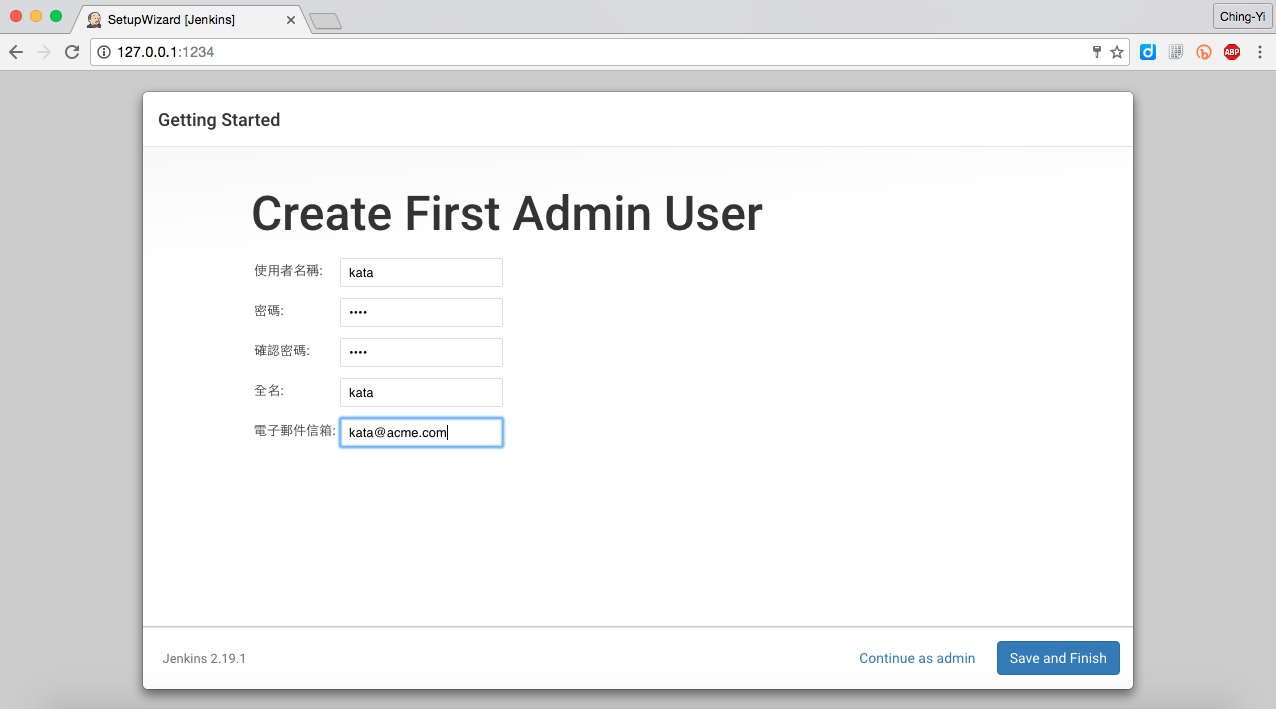 SetupWizard [Jenkins]
Ching-Yi
127.0.0.1:1234
ABP
Getting Started
Create First Admin User
使用者名稱: kata
密碼: ••••
確認密碼: ••••
全名: kata
電子郵件信箱: kata@acme.com
Jenkins 2.19.1
Continue as admin
Save and Finish